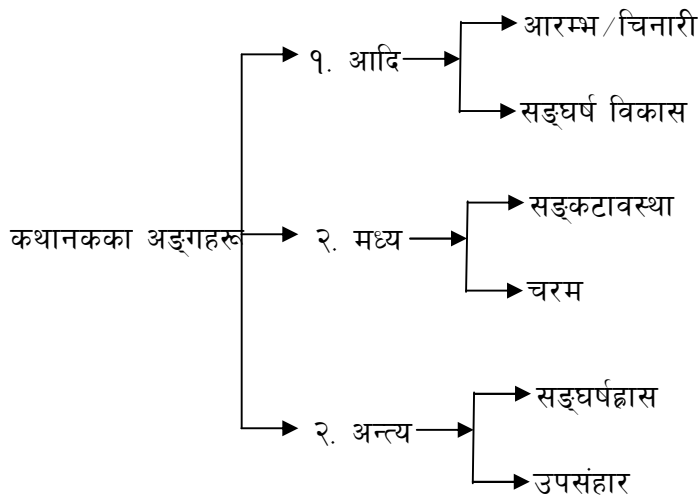 आरम्भ/चिनारी
१. आदि
सङ्घर्ष विकास
सङ्कटावस्था
कथानकका अङ्गहरू
२. मध्य
चरम
सङ्घर्षह्रास
२. अन्त्य
उपसंहार